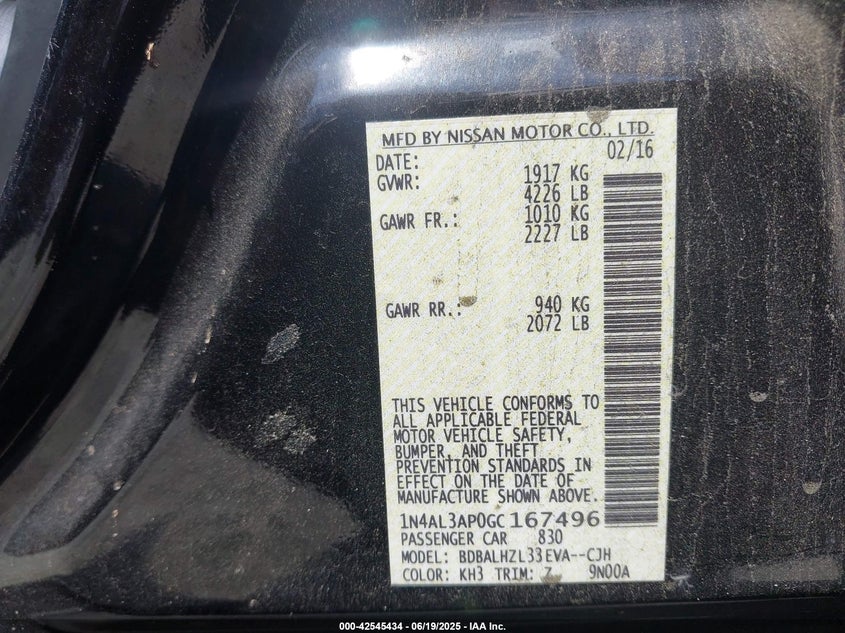 MFD BY NISSAN MOTOR CO., LTD.
DATE: 02/16
GVWR: 1917 KG
4226 LB
GAWR FR.: 1010 KG
2227 LB
GAWR RR.: 940 KG
2072 LB
THIS VEHICLE CONFORMS TO
ALL APPLICABLE FEDERAL
MOTOR VEHICLE SAFETY,
BUMPER, AND THEFT
PREVENTION STANDARDS IN
EFFECT ON THE DATE OF
MANUFACTURE SHOWN ABOVE.
1N4AL3AP0GC167496
PASSENGER CAR 830
MODEL: BDBALHZL33EVA--CJH
COLOR: KH3 TRIM: Z 9N00A
000-42545434 - 06/19/2025 - IAA Inc.